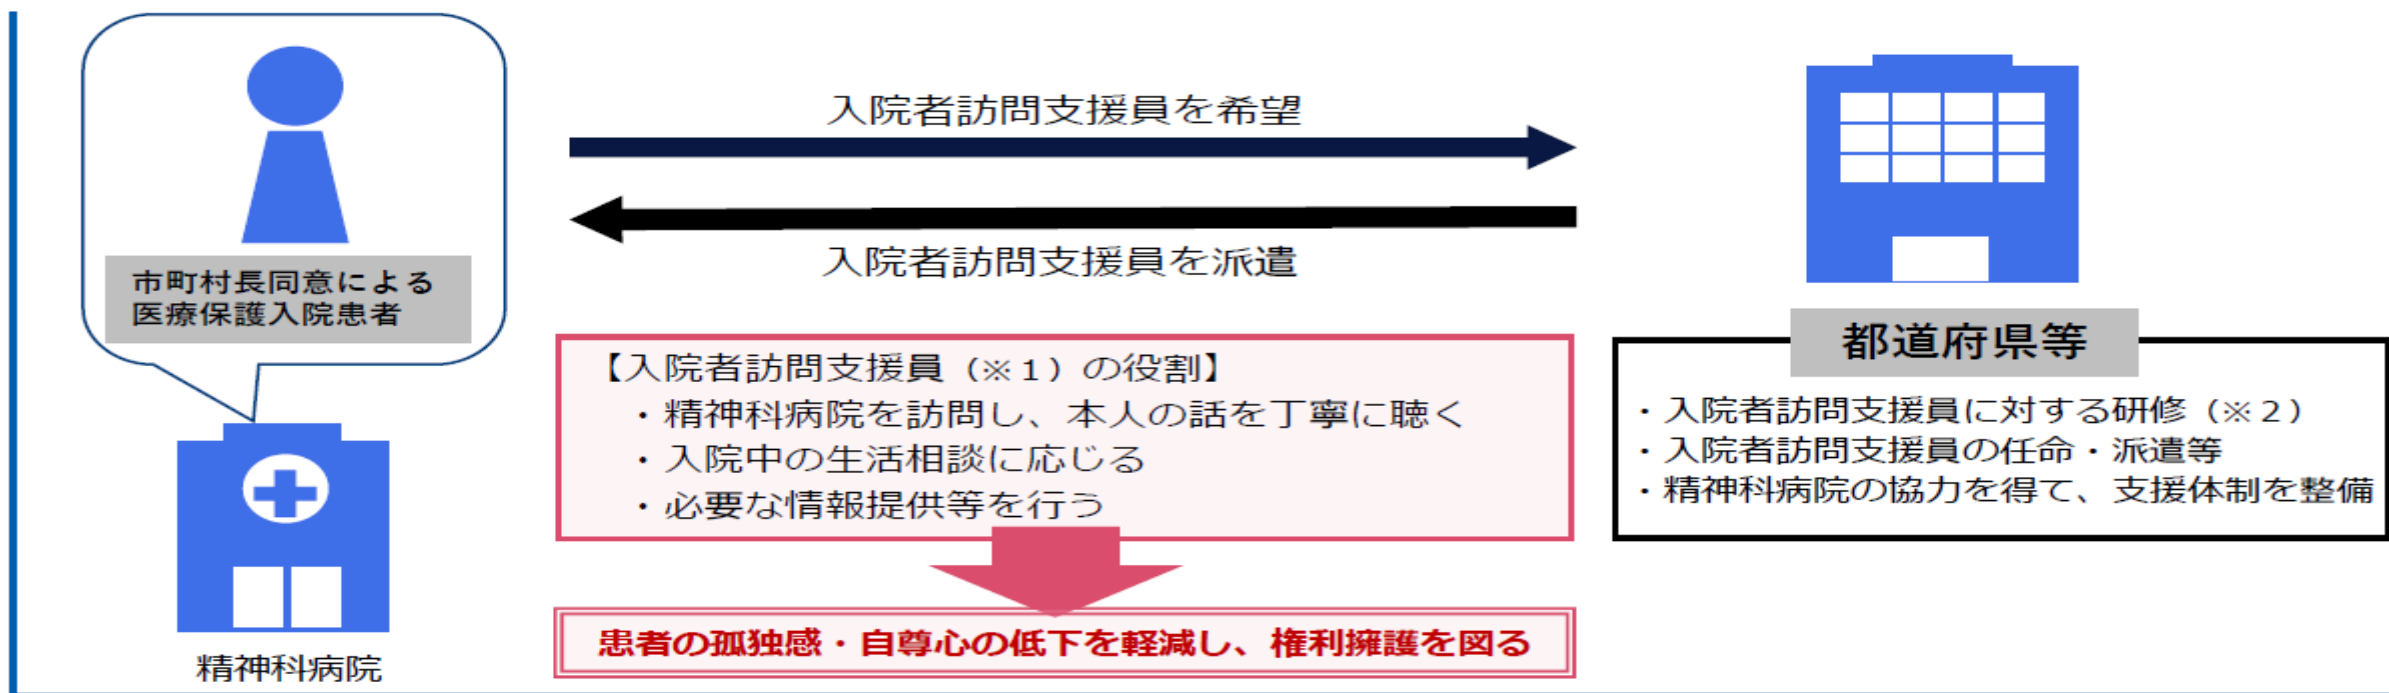 入院者訪問支援員を希望
入院者訪問支援員を派遣
市町村長同意による
医療保護入院患者
精神科病院
【入院者訪問支援員（※１）の役割】
・精神科病院を訪問し、本人の話を丁寧に聴く
・入院中の生活相談に応じる
・必要な情報提供等を行う
患者の孤独感・自尊心の低下を軽減し、権利擁護を図る
都道府県等
・入院者訪問支援員に対する研修（※２）
・入院者訪問支援員の任命・派遣等
・精神科病院の協力を得て、支援体制を整備